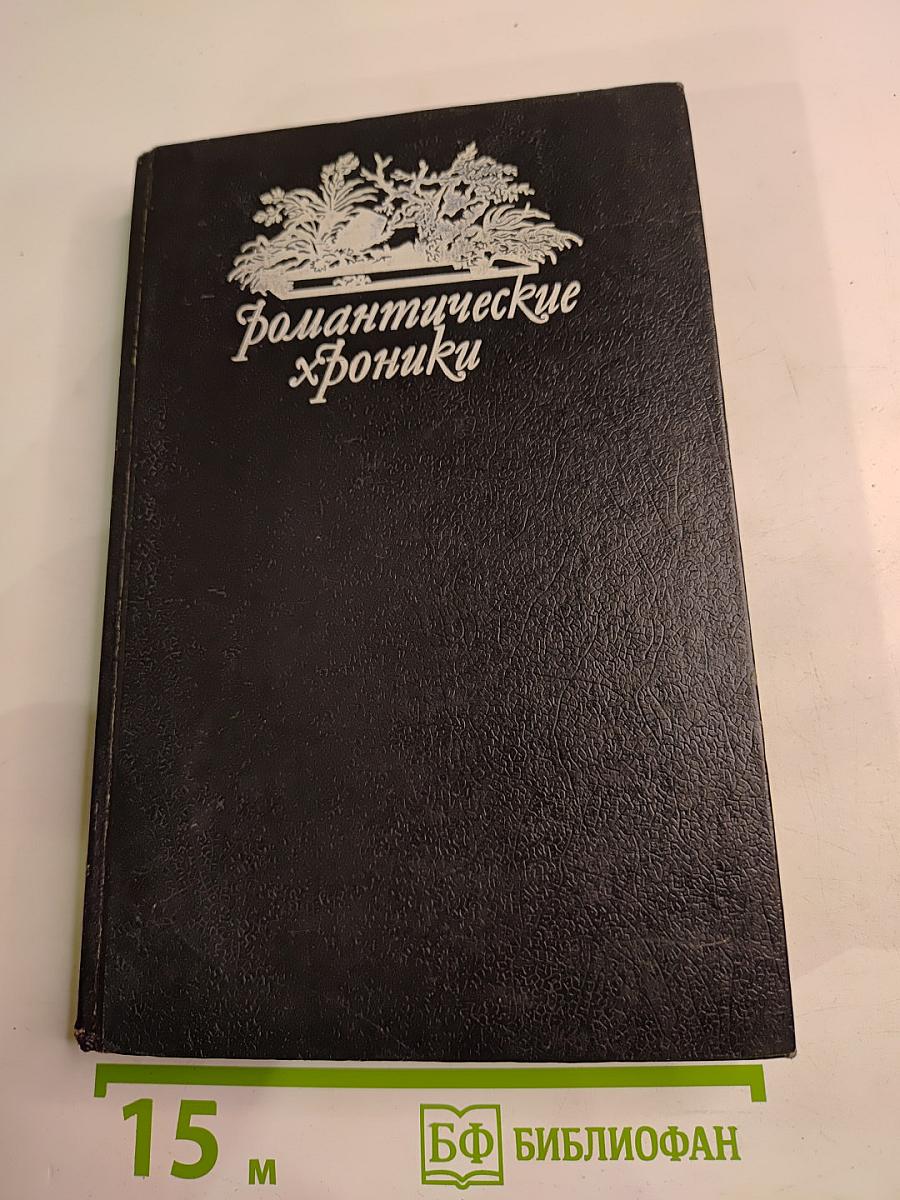 романтические
хроники
15 м
БФ БИБЛИОФАН